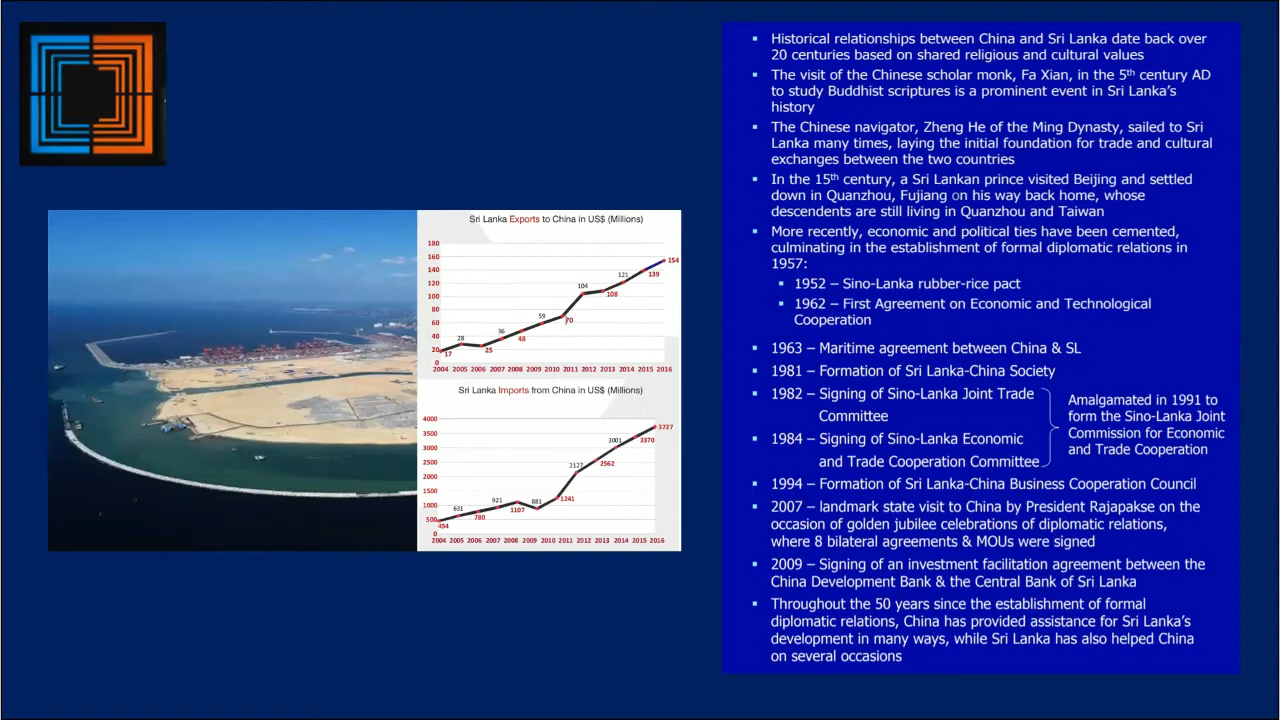 Sri Lanka Exports to China in US$ (Millions)
180
160
140
120
100
80
60
40
20
0
17
28
25
36
48
59
70
104
108
121
139
154
2004 2005 2006 2007 2008 2009 2010 2011 2012 2013 2014 2015 2016
Sri Lanka Imports from China in US$ (Millions)
4000
3500
3000
2500
2000
1500
1000
500
0
454
631
780
921
1107
881
1241
2127
2562
3001
3370
3727
2004 2005 2006 2007 2008 2009 2010 2011 2012 2013 2014 2015 2016
▪ Historical relationships between China and Sri Lanka date back over
20 centuries based on shared religious and cultural values
▪ The visit of the Chinese scholar monk, Fa Xian, in the 5th century AD
to study Buddhist scriptures is a prominent event in Sri Lanka's
history
▪ The Chinese navigator, Zheng He of the Ming Dynasty, sailed to Sri
Lanka many times, laying the initial foundation for trade and cultural
exchanges between the two countries
▪ In the 15th century, a Sri Lankan prince visited Beijing and settled
down in Quanzhou, Fujiang on his way back home, whose
descendents are still living in Quanzhou and Taiwan
▪ More recently, economic and political ties have been cemented,
culminating in the establishment of formal diplomatic relations in
1957:
▪ 1952 – Sino-Lanka rubber-rice pact
▪ 1962 – First Agreement on Economic and Technological
Cooperation
▪ 1963 – Maritime agreement between China & SL
▪ 1981 – Formation of Sri Lanka-China Society
▪ 1982 – Signing of Sino-Lanka Joint Trade
Committee
▪ 1984 – Signing of Sino-Lanka Economic
and Trade Cooperation Committee
Amalgamated in 1991 to
form the Sino-Lanka Joint
Commission for Economic
and Trade Cooperation
▪ 1994 – Formation of Sri Lanka-China Business Cooperation Council
▪ 2007 – landmark state visit to China by President Rajapakse on the
occasion of golden jubilee celebrations of diplomatic relations,
where 8 bilateral agreements & MOUs were signed
▪ 2009 – Signing of an investment facilitation agreement between the
China Development Bank & the Central Bank of Sri Lanka
▪ Throughout the 50 years since the establishment of formal
diplomatic relations, China has provided assistance for Sri Lanka's
development in many ways, while Sri Lanka has also helped China
on several occasions